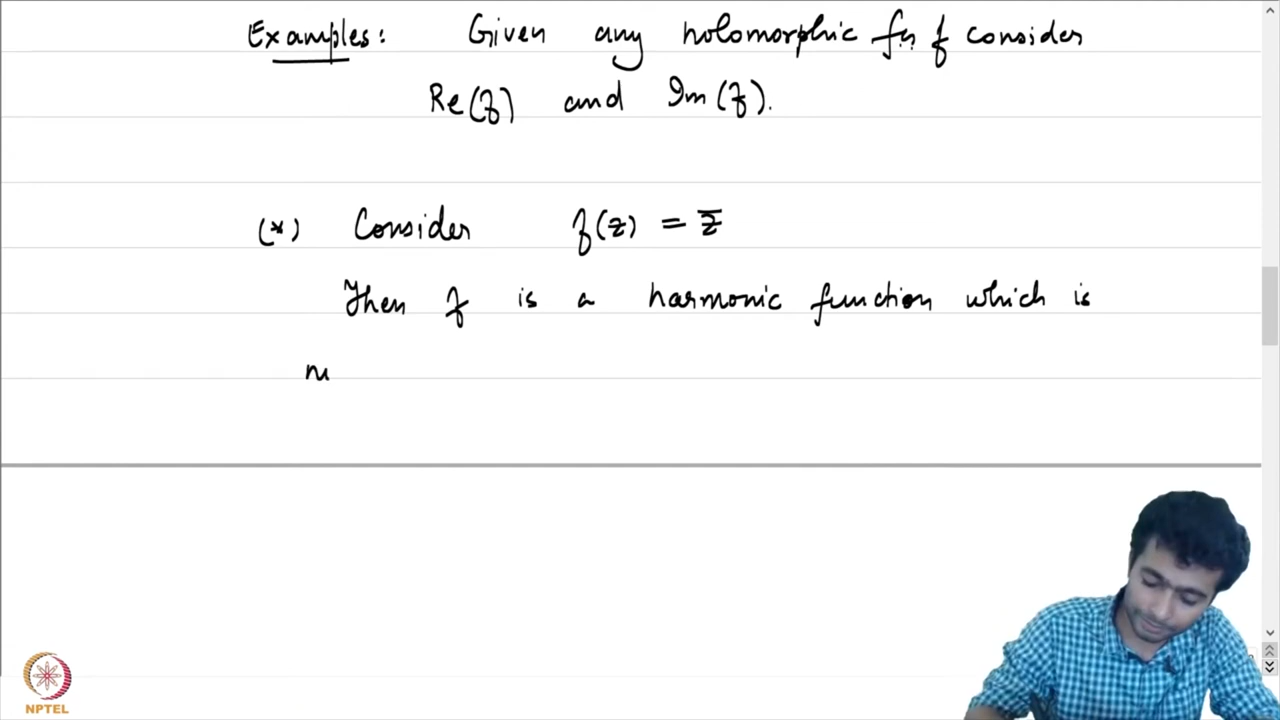 Examples: Given any holomorphic fn f consider
Re(f) and Im(f).
(*) Consider f(z) = z̅
Then f is a harmonic function which is
n
NPTEL